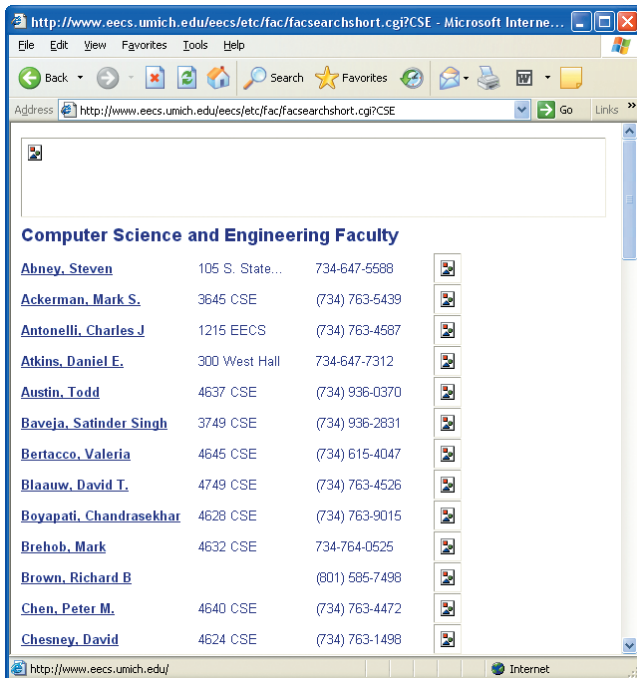 http://www.eecs.umich.edu/eecs/etc/fac/facsearchshort.cgi?CSE - Microsoft Interne...
File Edit View Favorites Tools Help
Back Search Favorites
Address http://www.eecs.umich.edu/eecs/etc/fac/facsearchshort.cgi?CSE Go Links »
Computer Science and Engineering Faculty
Abney, Steven 105 S. State... 734-647-5588
Ackerman, Mark S. 3645 CSE (734) 763-5439
Antonelli, Charles J 1215 EECS (734) 763-4587
Atkins, Daniel E. 300 West Hall 734-647-7312
Austin, Todd 4637 CSE (734) 936-0370
Baveja, Satinder Singh 3749 CSE (734) 936-2831
Bertacco, Valeria 4645 CSE (734) 615-4047
Blaauw, David T. 4749 CSE (734) 763-4526
Boyapati, Chandrasekhar 4628 CSE (734) 763-9015
Brehob, Mark 4632 CSE 734-764-0525
Brown, Richard B (801) 585-7498
Chen, Peter M. 4640 CSE (734) 763-4472
Chesney, David 4624 CSE (734) 763-1498
http://www.eecs.umich.edu/ Internet